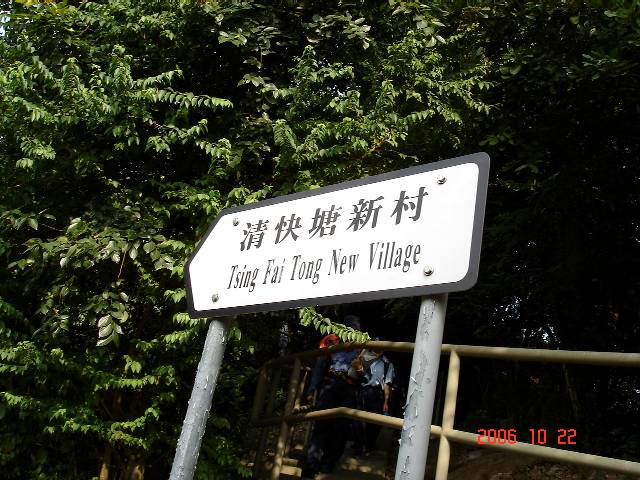 清快塘新村
Tsing Fai Tong New Village
2006 10 22